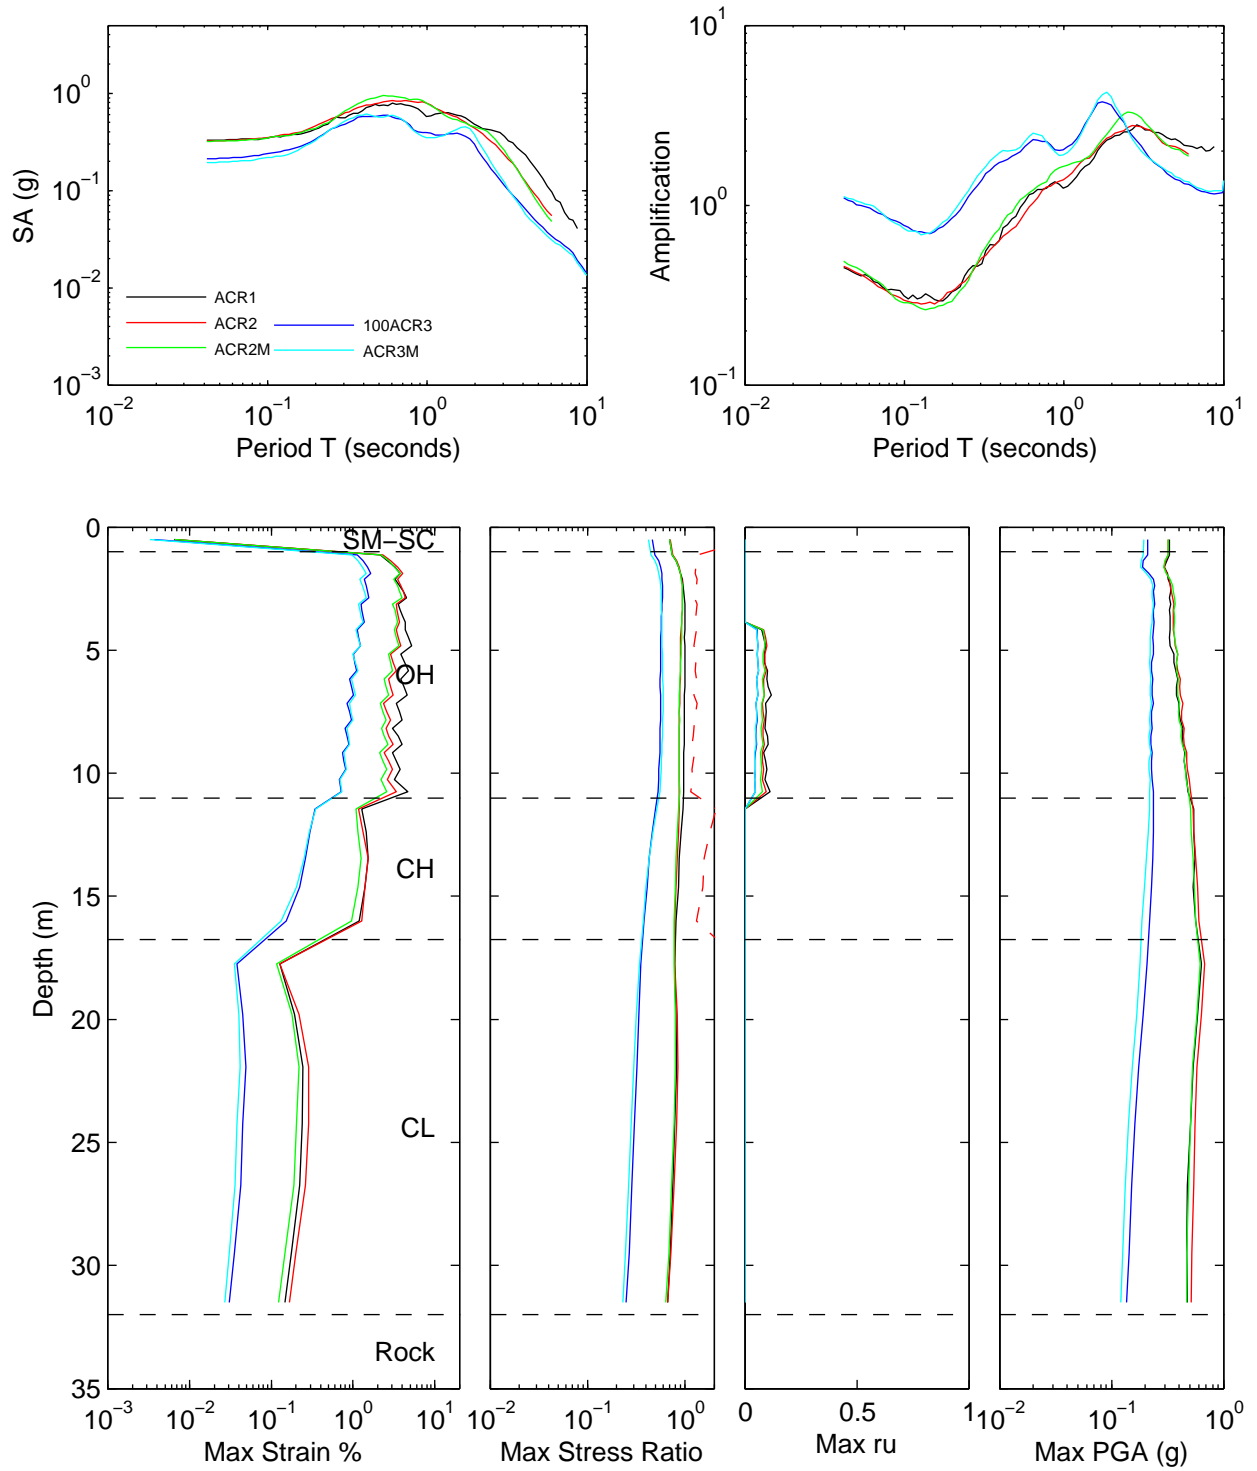 10^0
10^−1
10^−2
10^−3
SA (g)
10^−2 10^−1 10^0 10^1
Period T (seconds)
ACR1
ACR2
ACR2M
100ACR3
ACR3M
10^1
10^0
10^−1
Amplification
10^−2 10^−1 10^0 10^1
Period T (seconds)
0
5
10
15
20
25
30
35
Depth (m)
SM−SC
OH
CH
CL
Rock
10^−3 10^−2 10^−1 10^0 10^1
Max Strain %
10^−2 10^−1 10^0
Max Stress Ratio
0 0.5 1
Max ru
10^−2 10^−1 10^0
Max PGA (g)